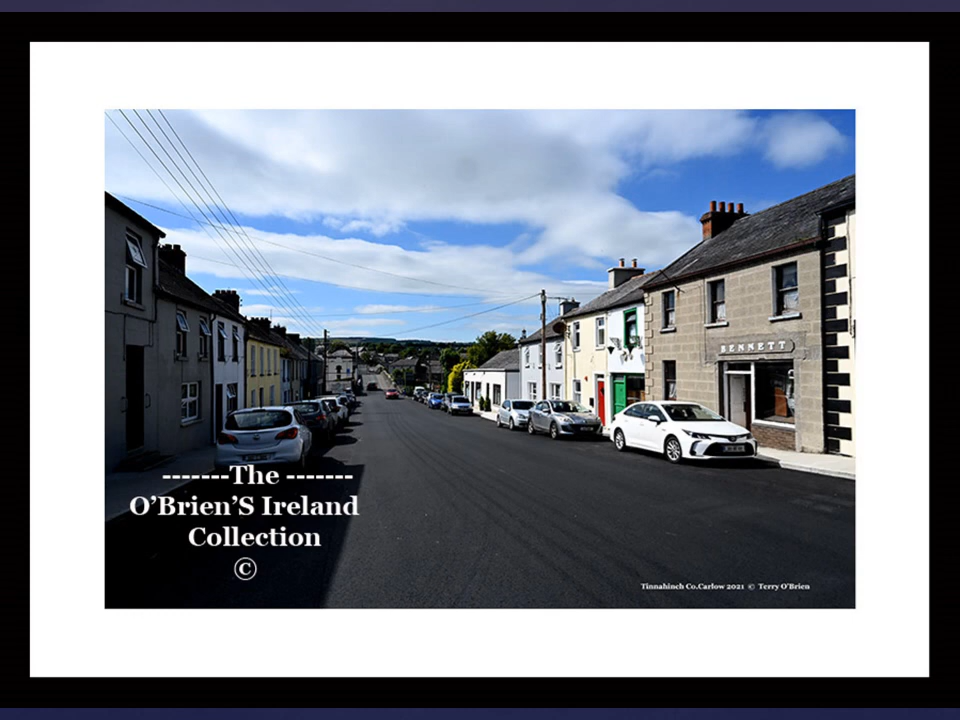 BENNETT
-------The -------
O’Brien’S Ireland
Collection
©
Tinnahinch Co.Carlow 2021 © Terry O'Brien